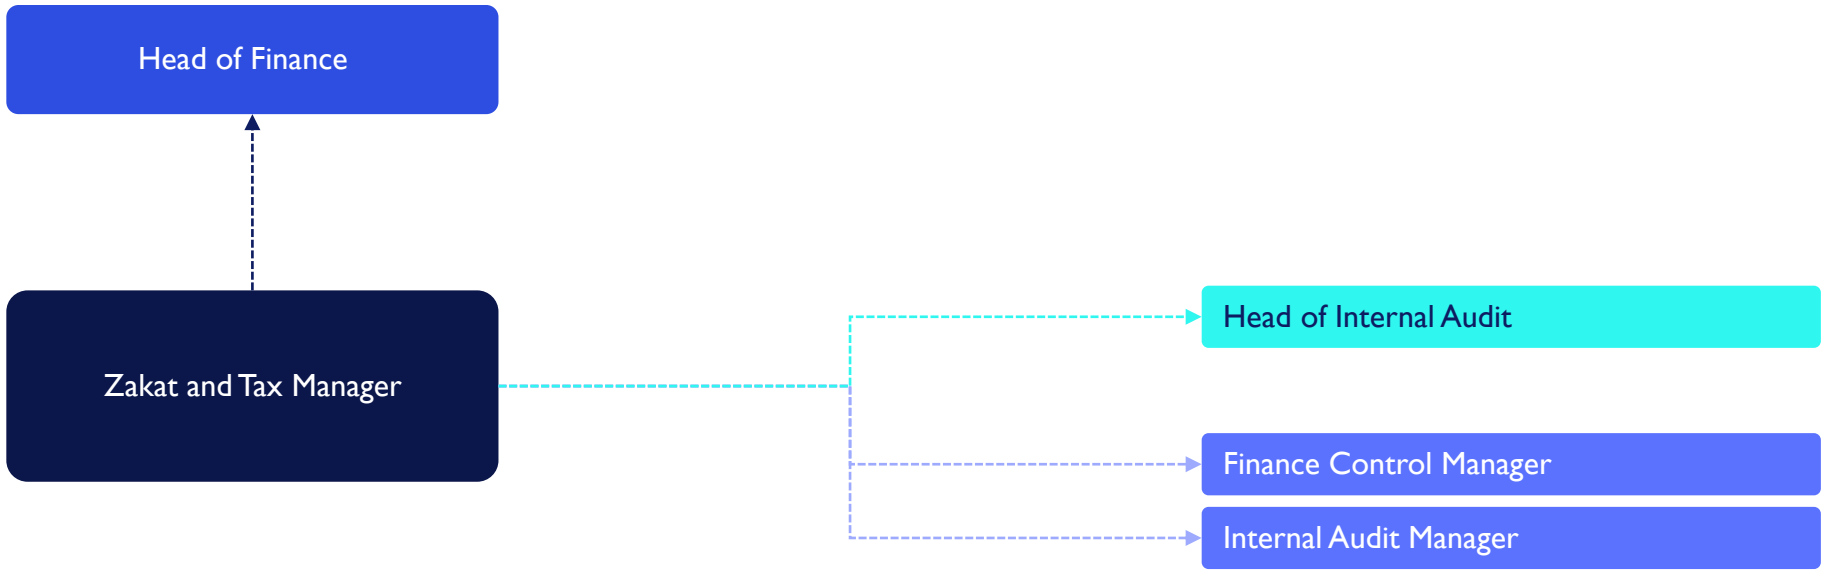 Head of Finance
Zakat and Tax Manager
Head of Internal Audit
Finance Control Manager
Internal Audit Manager